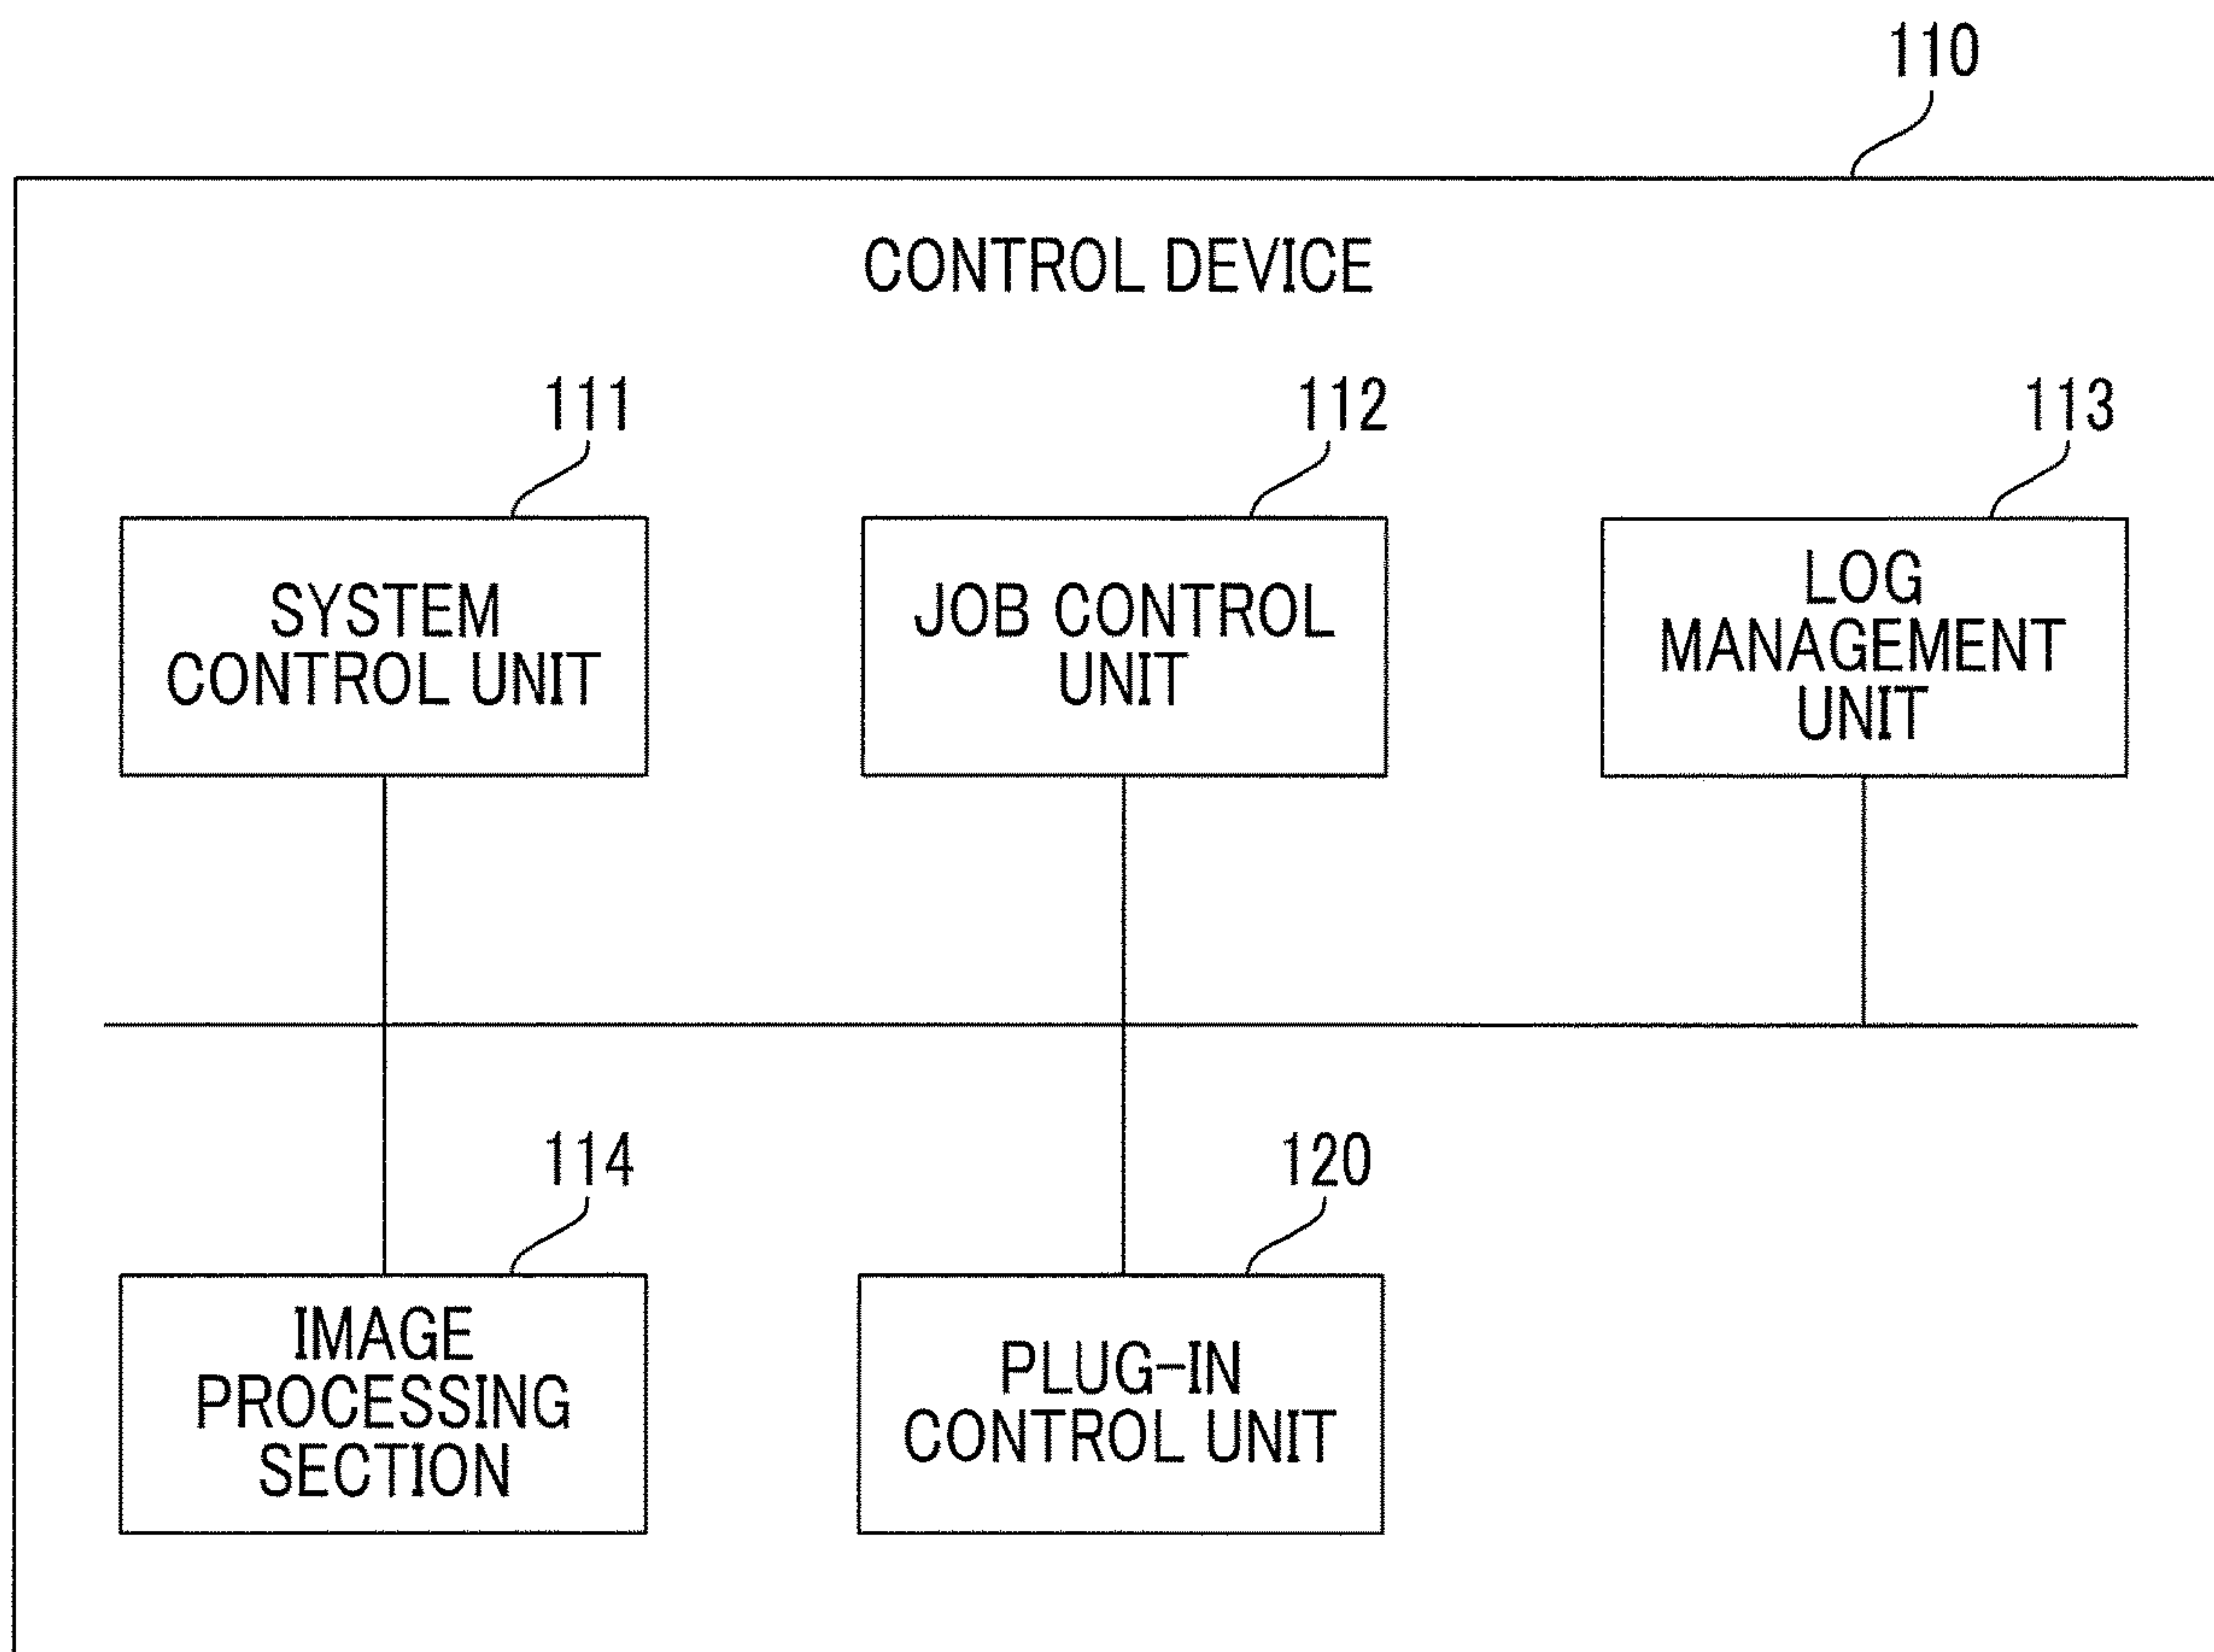 110
CONTROL DEVICE
111
112
113
SYSTEM
CONTROL UNIT
JOB CONTROL
UNIT
LOG
MANAGEMENT
UNIT
114
120
IMAGE
PROCESSING
SECTION
PLUG-IN
CONTROL UNIT